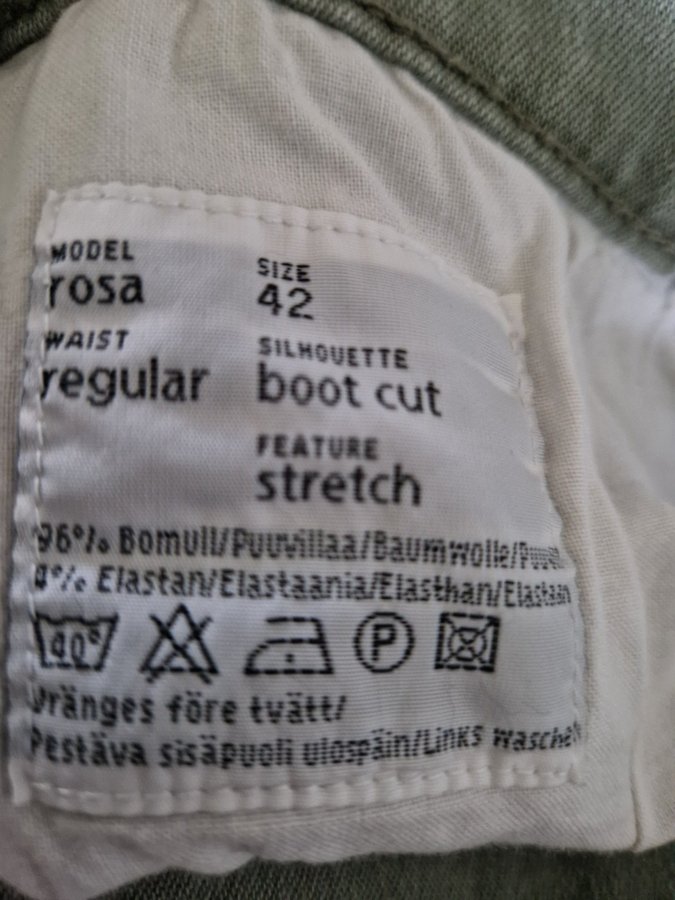 MODEL
rosa
SIZE
42
WAIST
regular
SILHOUETTE
boot cut
FEATURE
stretch
96% Bomull/Puuvillaa/Baumwolle/
4% Elastan/Elastaania/Elasthan/Elastaan
40°
P
Vränges före tvätt/
Pestävä sisäpuoli ulospäin/Links